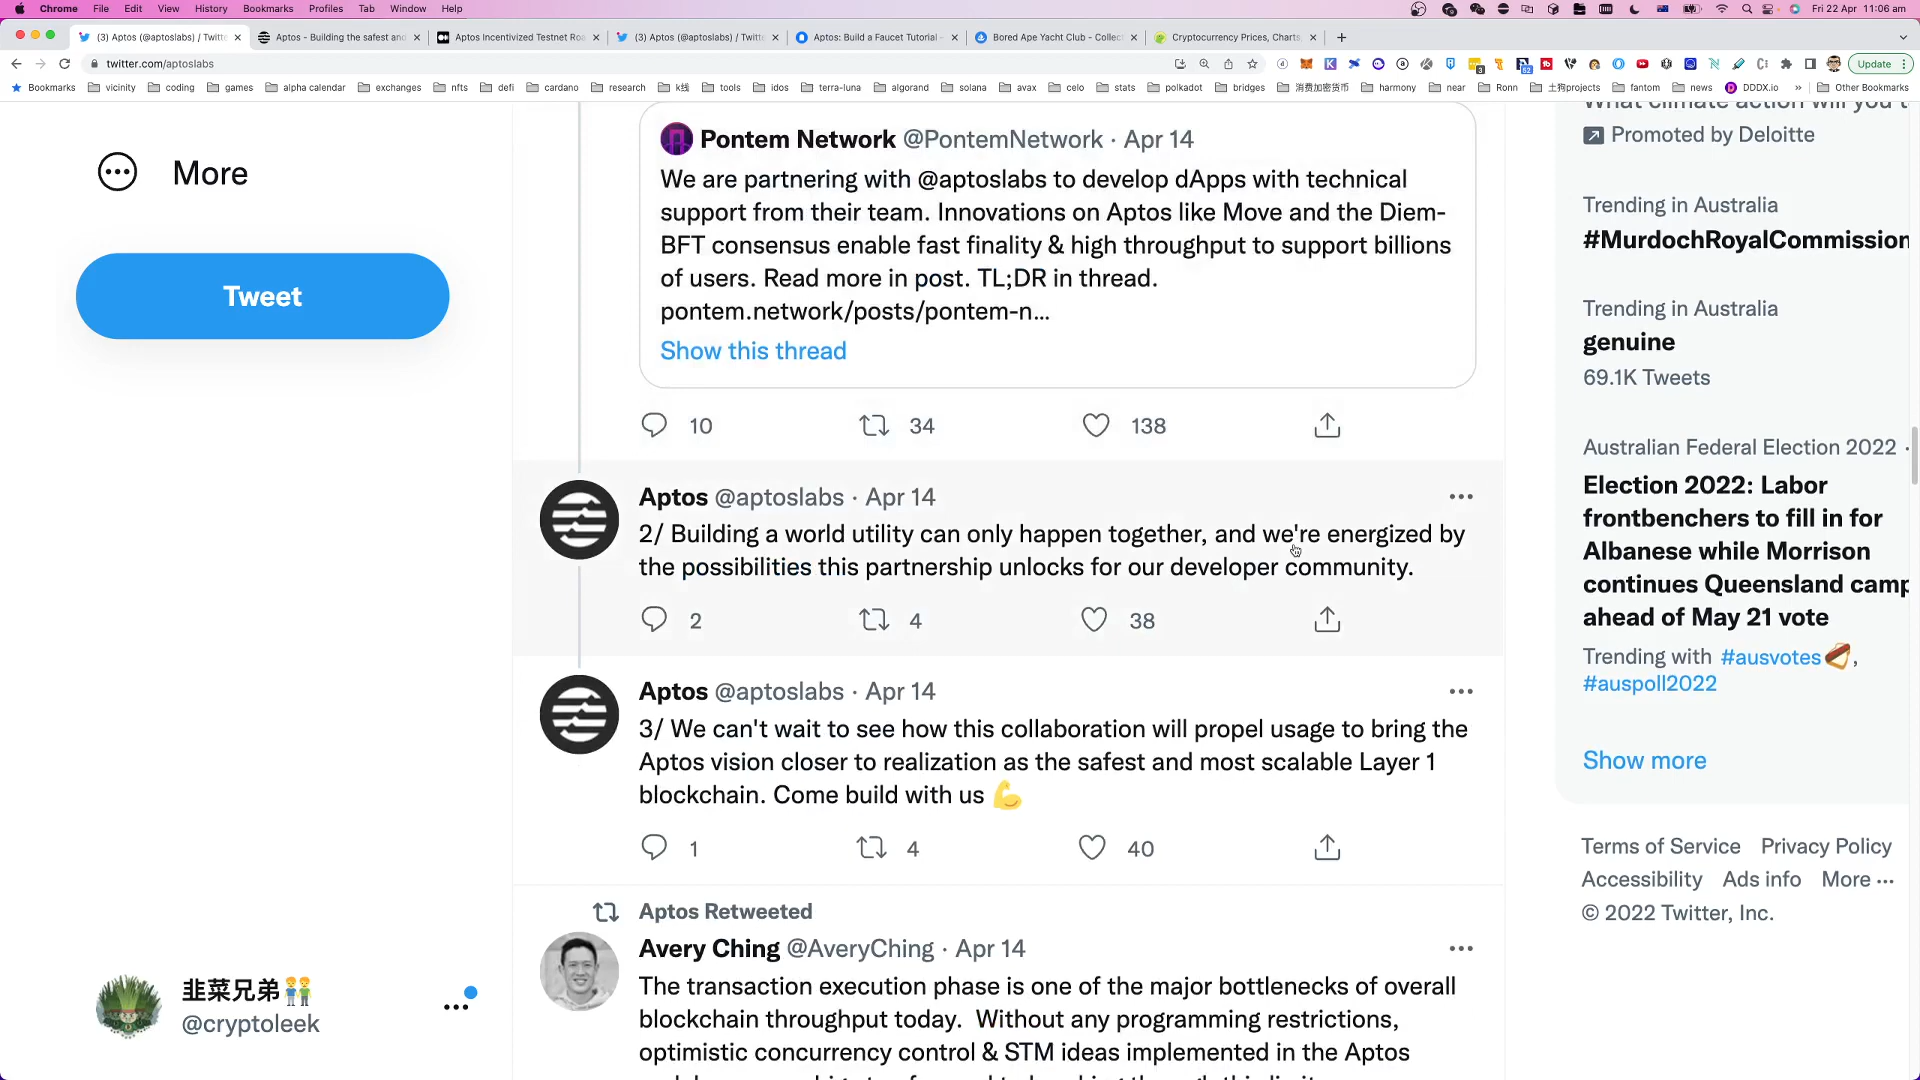 Chrome File Edit View History Bookmarks Profiles Tab Window Help
Fri 22 Apr 11:06 am
(3) Aptos (@aptoslabs) / Twitte
Aptos - Building the safest and
Aptos Incentivized Testnet Roa
(3) Aptos (@aptoslabs) / Twitte
Aptos: Build a Faucet Tutorial -
Bored Ape Yacht Club - Collec
Cryptocurrency Prices, Charts,
twitter.com/aptoslabs
Update
Bookmarks vicinity coding games alpha calendar exchanges nfts defi cardano research k线 tools idos terra-luna algorand solana avax celo stats polkadot bridges 消费加密货币 harmony near Ronn 土狗projects fantom news DDDX.io » Other Bookmarks
More
Tweet
韭菜兄弟
@cryptoleek
Pontem Network @PontemNetwork · Apr 14
We are partnering with @aptoslabs to develop dApps with technical
support from their team. Innovations on Aptos like Move and the Diem-
BFT consensus enable fast finality & high throughput to support billions
of users. Read more in post. TL;DR in thread.
pontem.network/posts/pontem-n…
Show this thread
10 34 138
Aptos @aptoslabs · Apr 14
2/ Building a world utility can only happen together, and we're energized by
the possibilities this partnership unlocks for our developer community.
2 4 38
Aptos @aptoslabs · Apr 14
3/ We can't wait to see how this collaboration will propel usage to bring the
Aptos vision closer to realization as the safest and most scalable Layer 1
blockchain. Come build with us 💪
1 4 40
Aptos Retweeted
Avery Ching @AveryChing · Apr 14
The transaction execution phase is one of the major bottlenecks of overall
blockchain throughput today. Without any programming restrictions,
optimistic concurrency control & STM ideas implemented in the Aptos
What climate action will you t
Promoted by Deloitte
Trending in Australia
#MurdochRoyalCommission
Trending in Australia
genuine
69.1K Tweets
Australian Federal Election 2022 ·
Election 2022: Labor
frontbenchers to fill in for
Albanese while Morrison
continues Queensland camp
ahead of May 21 vote
Trending with #ausvotes,
#auspoll2022
Show more
Terms of Service Privacy Policy
Accessibility Ads info More ···
© 2022 Twitter, Inc.